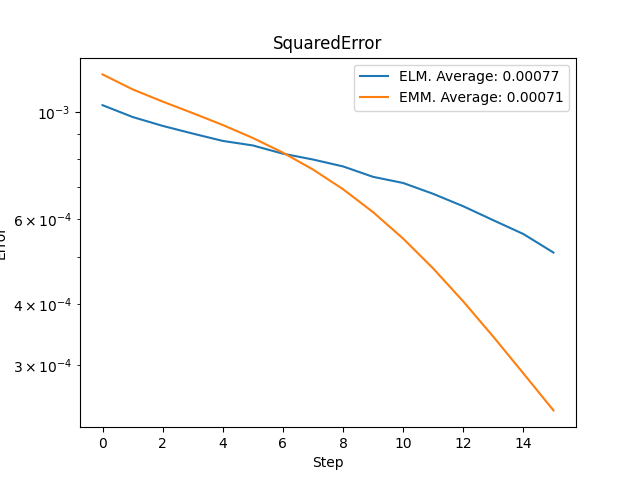 SquaredError
ELM. Average: 0.00077
EMM. Average: 0.00071
Error
10⁻³
6 × 10⁻⁴
4 × 10⁻⁴
3 × 10⁻⁴
0 2 4 6 8 10 12 14
Step